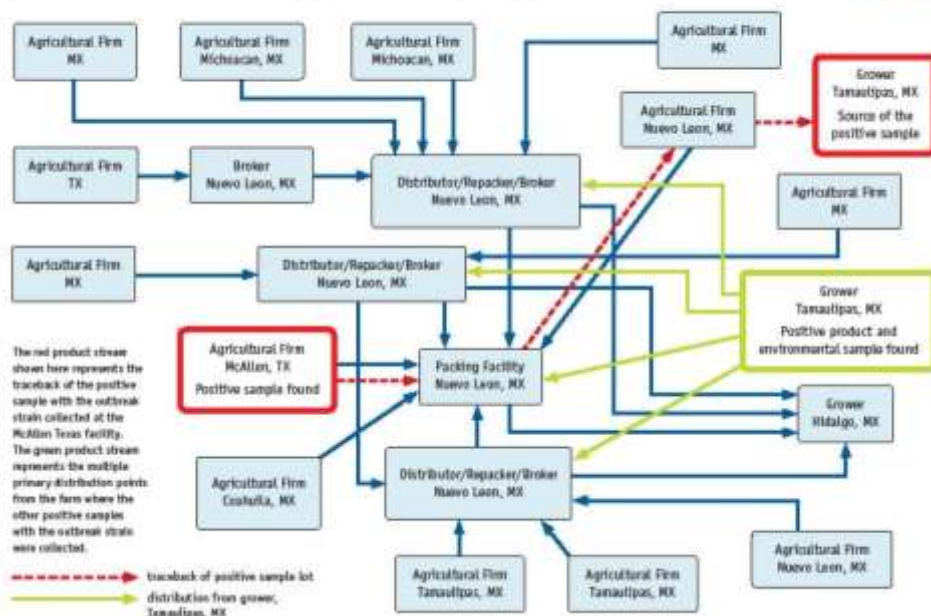 Agricultural Firm
MX
Agricultural Firm
Michoacan, MX
Agricultural Firm
Michoacan, MX
Agricultural Firm
MX
Grower
Tamaulipas, MX
Source of the
positive sample
Agricultural Firm
Nuevo Leon, MX
Agricultural Firm
TX
Broker
Nuevo Leon, MX
Distributor/Repacker/Broker
Nuevo Leon, MX
Agricultural Firm
MX
Agricultural Firm
MX
Distributor/Repacker/Broker
Nuevo Leon, MX
Grower
Tamaulipas, MX
Positive product and
environmental sample found
The red product stream
shown here represents the
traceback of the positive
sample with the outbreak
strain collected at the
McAllen Texas facility.
The green product stream
represents the multiple
primary distribution points
from the farm where the
other positive samples
with the outbreak strain
were collected.
Agricultural Firm
McAllen, TX
Positive sample found
Packing Facility
Nuevo Leon, MX
Grower
Hidalgo, MX
Agricultural Firm
Coahuila, MX
Distributor/Repacker/Broker
Nuevo Leon, MX
Agricultural Firm
Tamaulipas, MX
Agricultural Firm
Tamaulipas, MX
Agricultural Firm
Nuevo Leon, MX
traceback of positive sample lot
distribution from grower,
Tamaulipas, MX